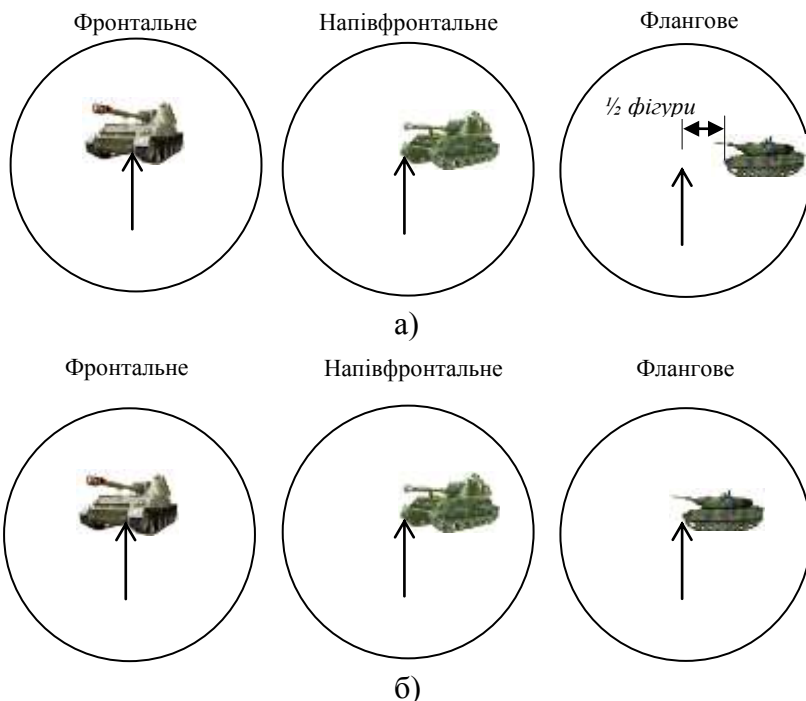 Фронтальне Напівфронтальне Флангове
½ фігури
а)
Фронтальне Напівфронтальне Флангове
б)